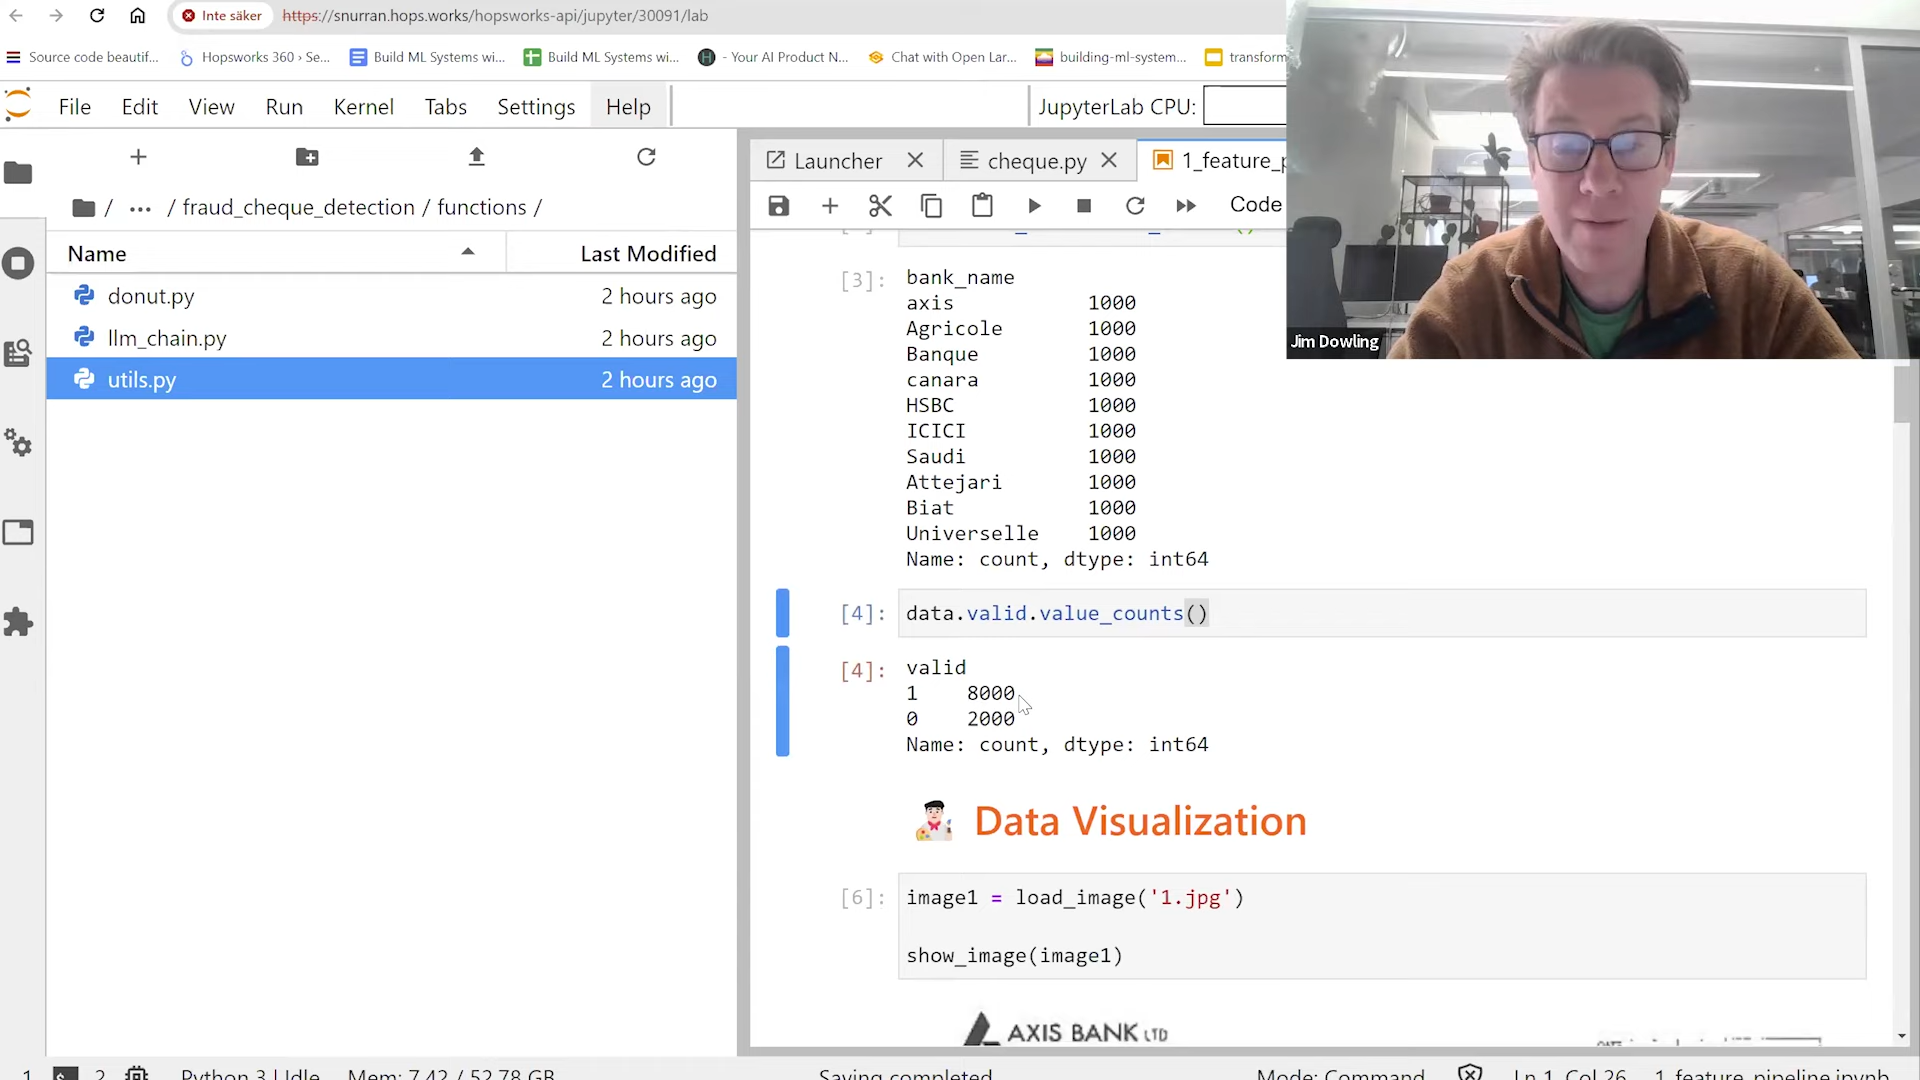 Inte säker
https://snurran.hops.works/hopsworks-api/jupyter/30091/lab
Source code beautif...
Hopsworks 360 › Se...
Build ML Systems wi...
Build ML Systems wi...
- Your AI Product N...
Chat with Open Lar...
building-ml-system...
transform
File Edit View Run Kernel Tabs Settings Help
JupyterLab CPU:
/ ... / fraud_cheque_detection / functions /
Name Last Modified
donut.py 2 hours ago
llm_chain.py 2 hours ago
utils.py 2 hours ago
Launcher
cheque.py
1_feature_p
Code
[3]: bank_name
axis 1000
Agricole 1000
Banque 1000
canara 1000
HSBC 1000
ICICI 1000
Saudi 1000
Attejari 1000
Biat 1000
Universelle 1000
Name: count, dtype: int64
[4]: data.valid.value_counts()
[4]: valid
1 8000
0 2000
Name: count, dtype: int64
Data Visualization
[6]: image1 = load_image('1.jpg')
show_image(image1)
AXIS BANK LTD
Jim Dowling
1 2 Python 3 | Idle Mem: 7.42 / 52.78 GB Saving completed Mode: Command Ln 1, Col 26 1_feature_pipeline.ipynb